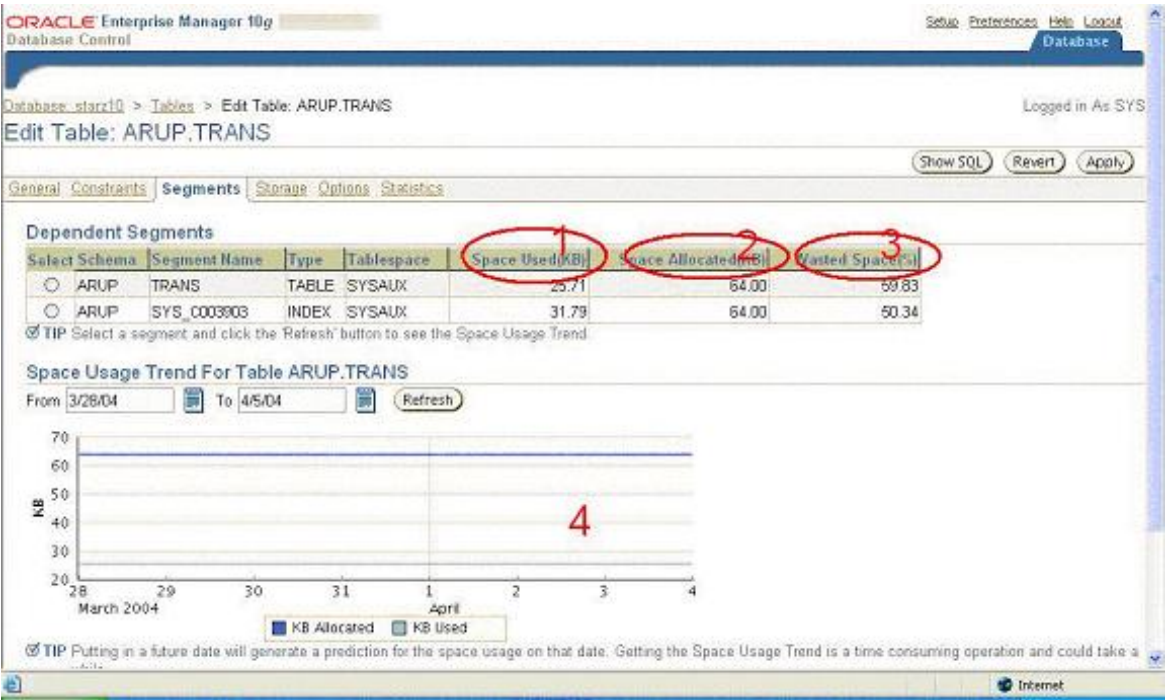 ORACLE Enterprise Manager 10g
Database Control
Setup Preferences Help Logout
Database
Database: starz10 > Tables > Edit Table: ARUP.TRANS
Logged in As SYS
Edit Table: ARUP.TRANS
Show SQL Revert Apply
General Constraints Segments Storage Options Statistics
Dependent Segments
1 2 3
Select Schema Segment Name Type Tablespace Space Used(KB) Space Allocated(KB) Wasted Space(%)
ARUP TRANS TABLE SYSAUX 25.71 64.00 59.83
ARUP SYS_C003903 INDEX SYSAUX 31.79 64.00 50.34
TIP Select a segment and click the 'Refresh' button to see the Space Usage Trend
Space Usage Trend For Table ARUP.TRANS
From 3/28/04 To 4/5/04 Refresh
70
60
50
40
30
20
KB
4
28 29 30 31 1 2 3 4
March 2004 April
KB Allocated KB Used
TIP Putting in a future date will generate a prediction for the space usage on that date. Getting the Space Usage Trend is a time consuming operation and could take a
Internet